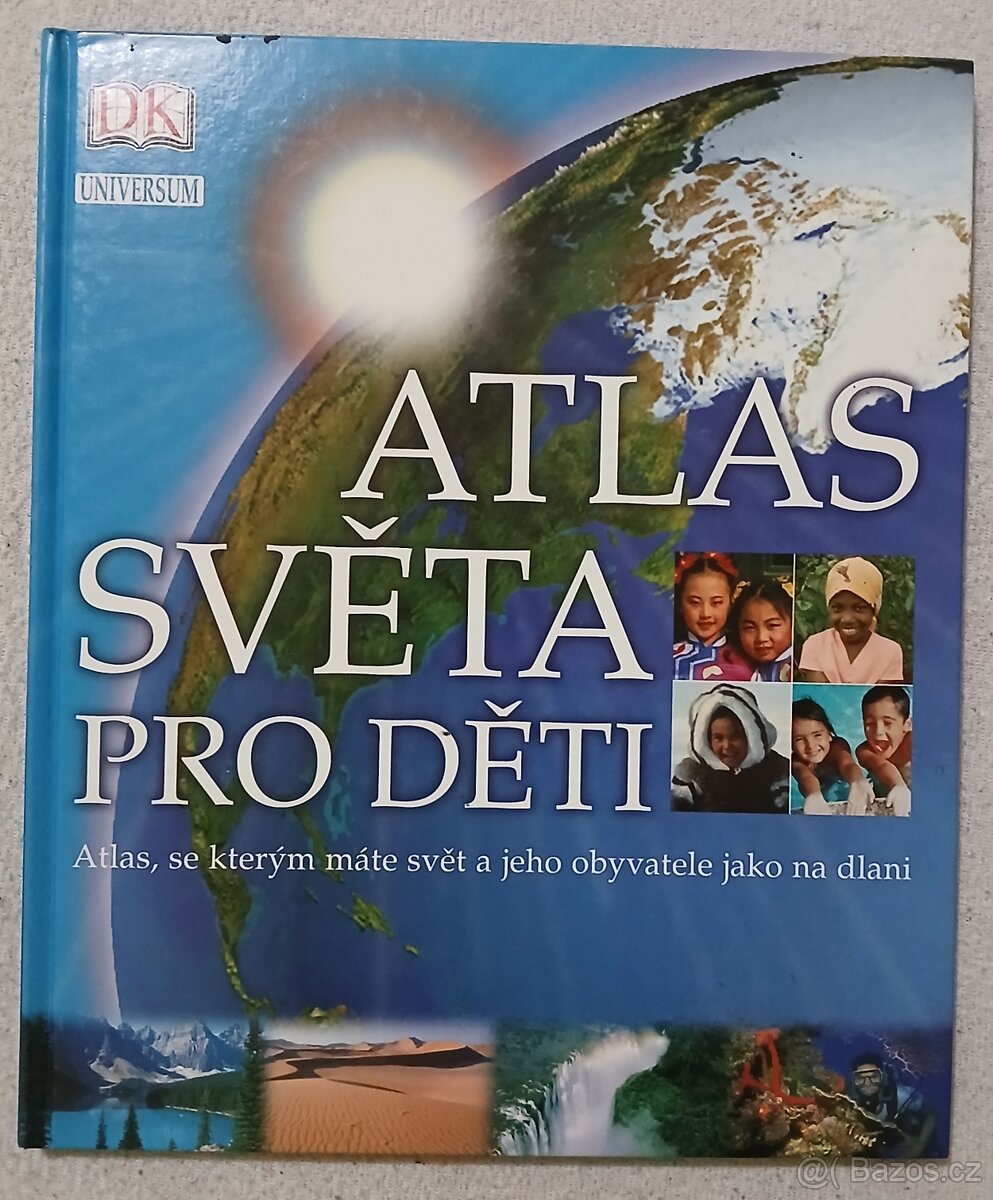 DK
UNIVERSUM
ATLAS
SVĚTA
PRO DĚTI
Atlas, se kterým máte svět a jeho obyvatele jako na dlani
@( Bazos.cz